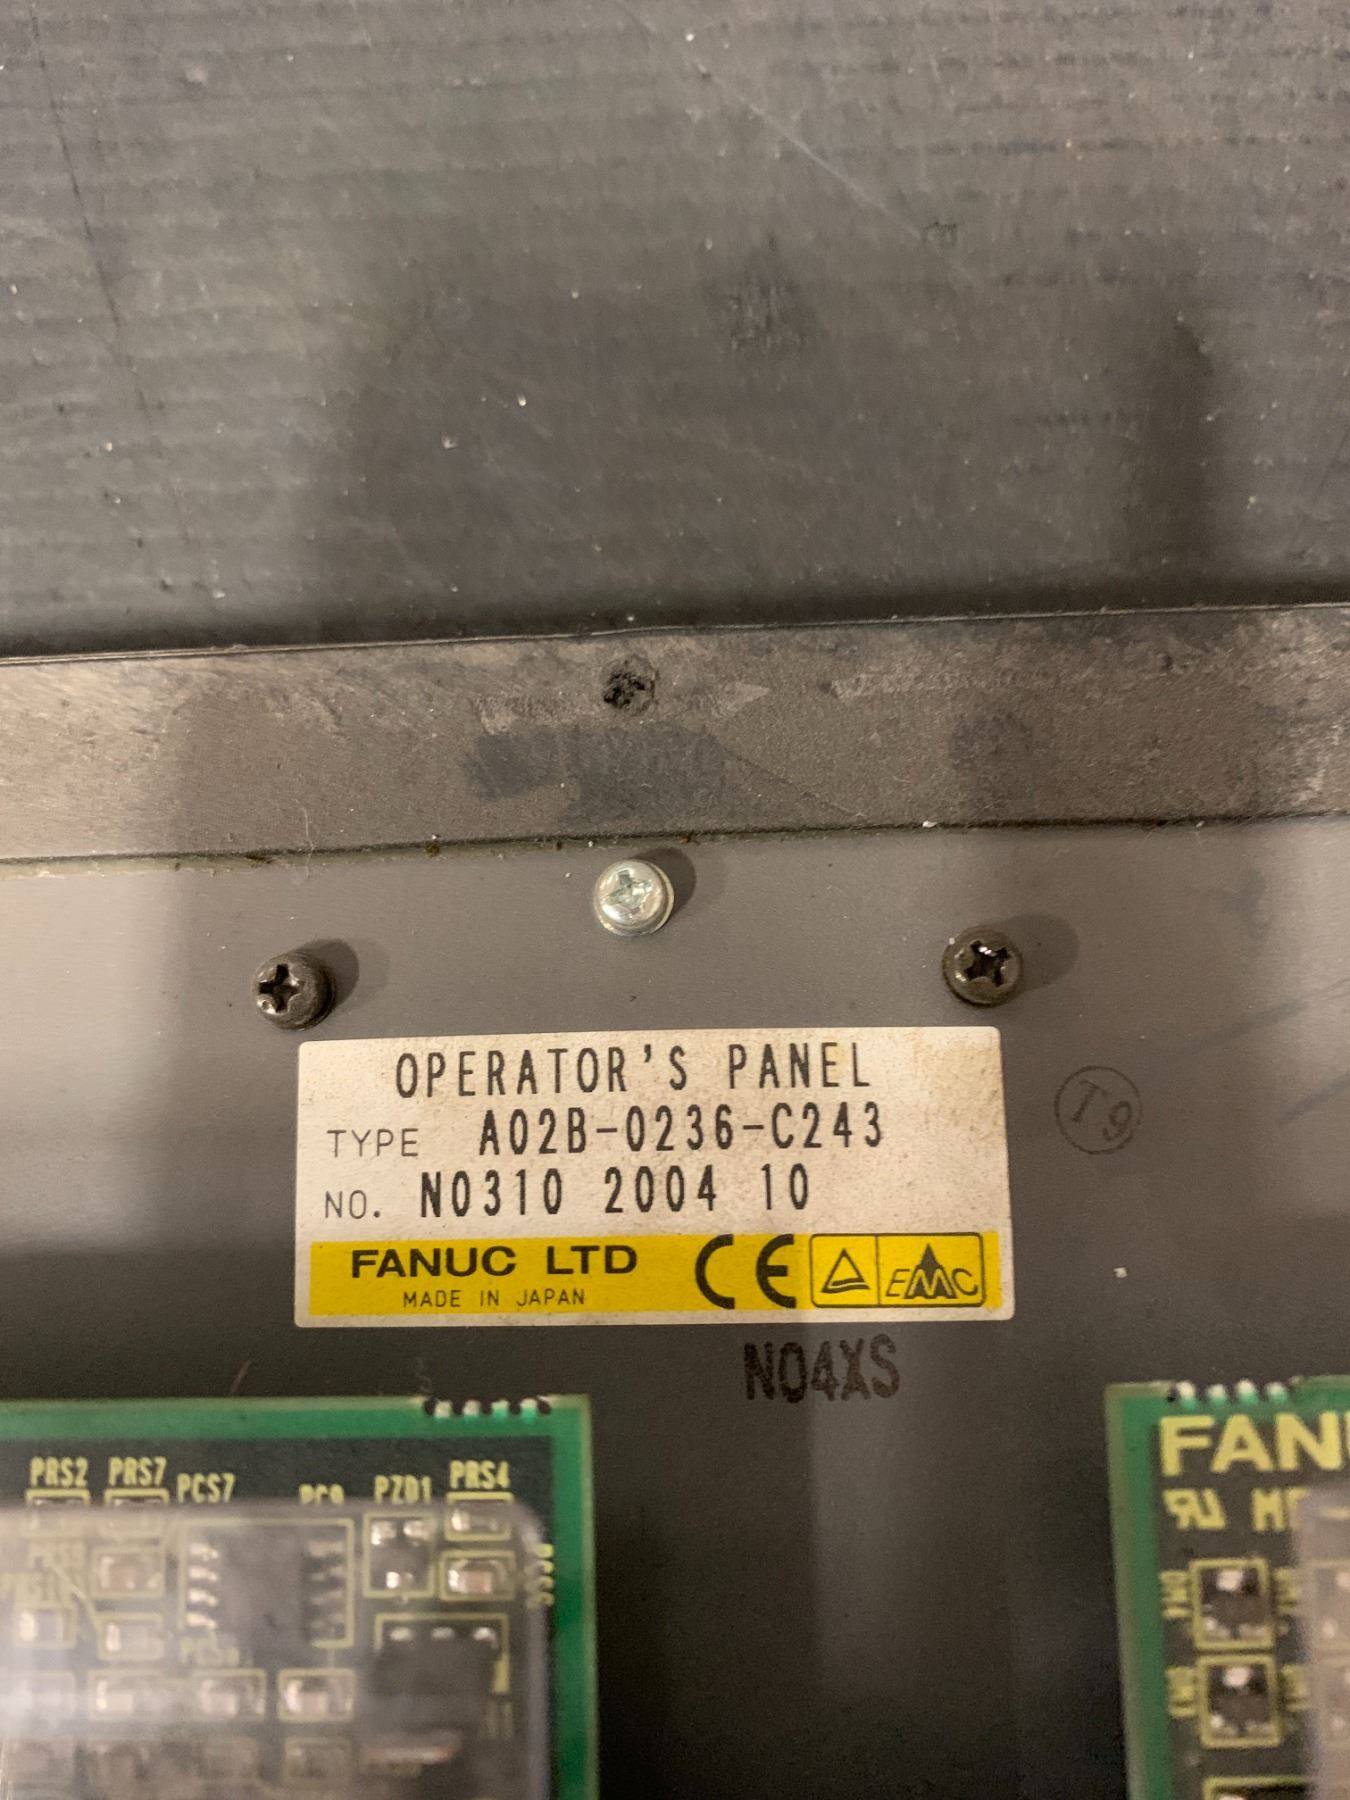 OPERATOR'S PANEL
TYPE A02B-0236-C243
NO. N0310 2004 10
FANUC LTD CE EMC
MADE IN JAPAN
T9
N04XS
PRS2 PRS7 PCS7 PC9 PZD1 PRS4
FANU